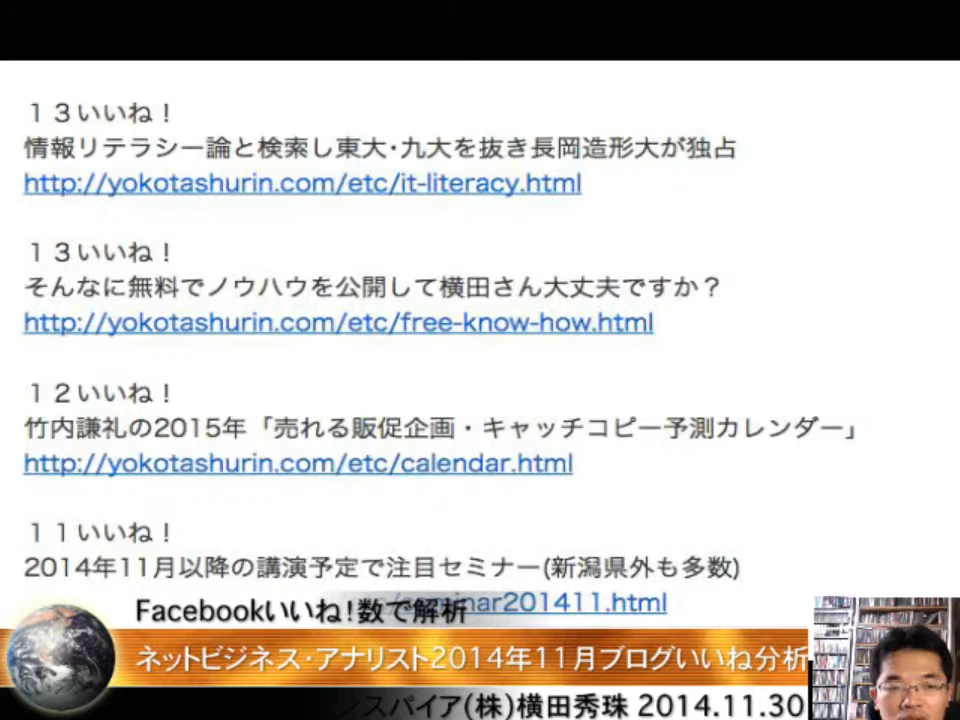 １３いいね！
情報リテラシー論と検索し東大・九大を抜き長岡造形大が独占
http://yokotashurin.com/etc/it-literacy.html
１３いいね！
そんなに無料でノウハウを公開して横田さん大丈夫ですか？
http://yokotashurin.com/etc/free-know-how.html
１２いいね！
竹内謙礼の2015年「売れる販促企画・キャッチコピー予測カレンダー」
http://yokotashurin.com/etc/calendar.html
１１いいね！
2014年11月以降の講演予定で注目セミナー(新潟県外も多数)
seminar201411.html
Facebookいいね！数で解析
ネットビジネス・アナリスト2014年11月ブログいいね分析
スパイア(株)横田秀珠 2014.11.30